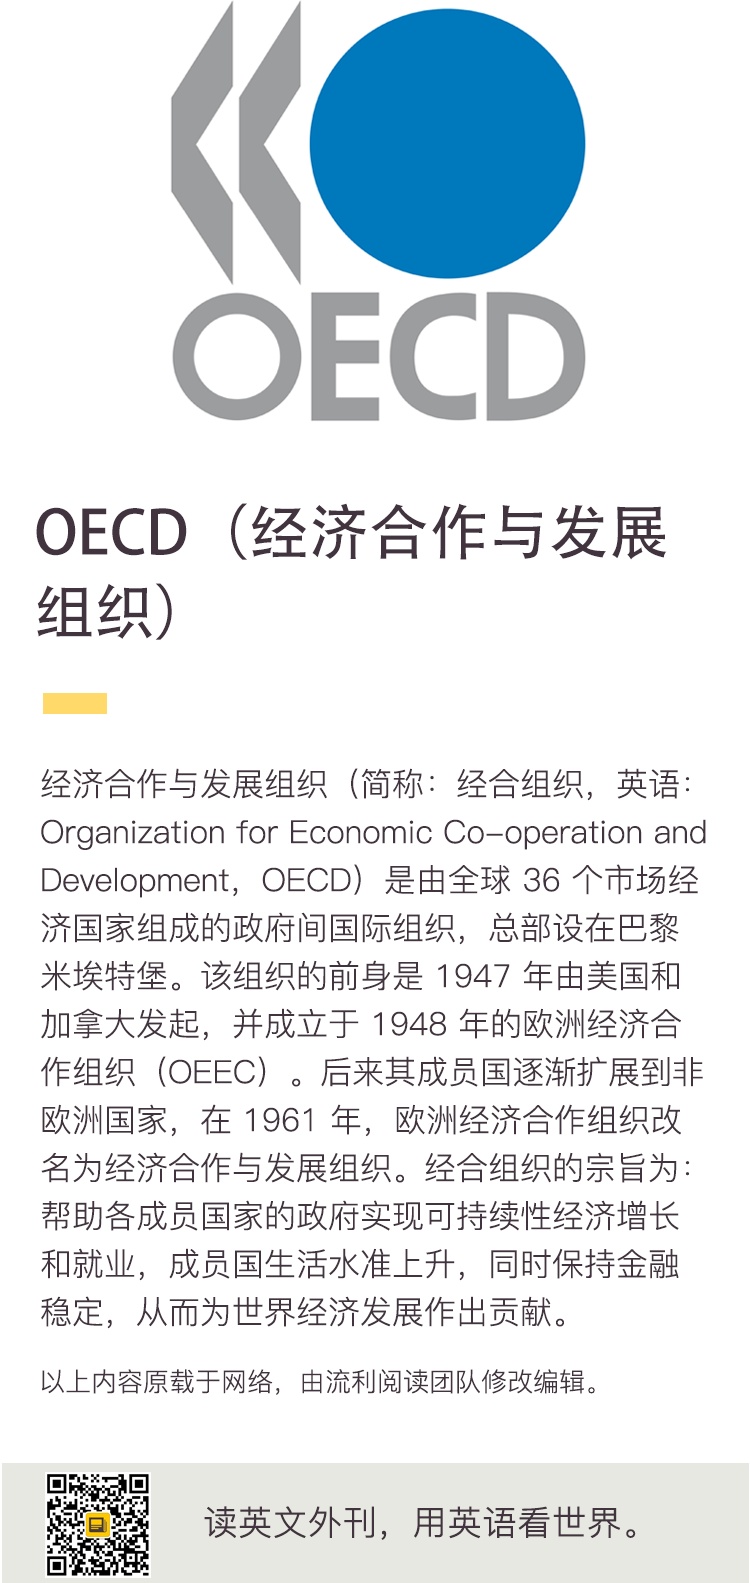 OECD
OECD（经济合作与发展
组织）
经济合作与发展组织（简称：经合组织，英语：
Organization for Economic Co-operation and
Development，OECD）是由全球 36 个市场经
济国家组成的政府间国际组织，总部设在巴黎
米埃特堡。该组织的前身是 1947 年由美国和
加拿大发起，并成立于 1948 年的欧洲经济合
作组织（OEEC）。后来其成员国逐渐扩展到非
欧洲国家，在 1961 年，欧洲经济合作组织改
名为经济合作与发展组织。经合组织的宗旨为：
帮助各成员国家的政府实现可持续性经济增长
和就业，成员国生活水准上升，同时保持金融
稳定，从而为世界经济发展作出贡献。
以上内容原载于网络，由流利阅读团队修改编辑。
读英文外刊，用英语看世界。